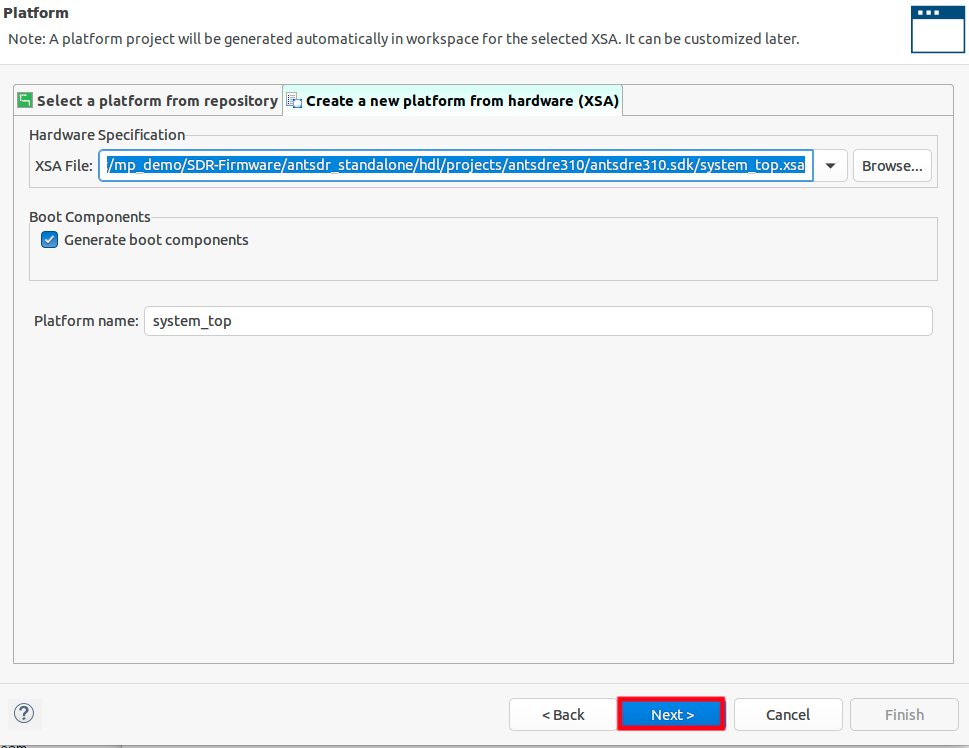 Platform
Note: A platform project will be generated automatically in workspace for the selected XSA. It can be customized later.
Select a platform from repository
Create a new platform from hardware (XSA)
Hardware Specification
XSA File: /mp_demo/SDR-Firmware/antsdr_standalone/hdl/projects/antsdre310/antsdre310.sdk/system_top.xsa Browse...
Boot Components
Generate boot components
Platform name: system_top
? < Back Next > Cancel Finish